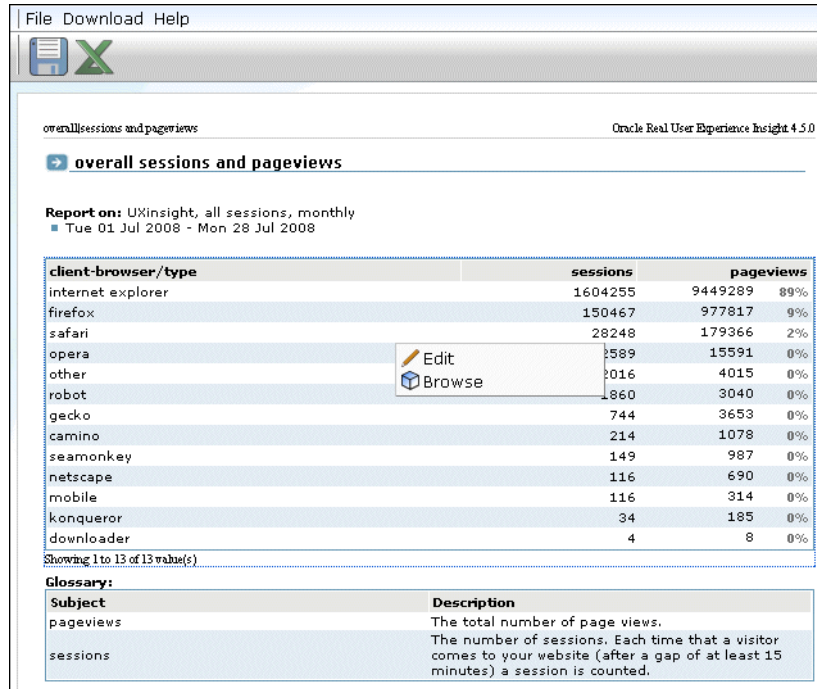 File Download Help
overall|sessions and pageviews Oracle Real User Experience Insight 4.5.0
overall sessions and pageviews
Report on: UXinsight, all sessions, monthly
Tue 01 Jul 2008 - Mon 28 Jul 2008
client-browser/type sessions pageviews
internet explorer 1604255 9449289 89%
firefox 150467 977817 9%
safari 28248 179366 2%
opera 2589 15591 0%
Edit
other 2016 4015 0%
Browse
robot 1860 3040 0%
gecko 744 3653 0%
camino 214 1078 0%
seamonkey 149 987 0%
netscape 116 690 0%
mobile 116 314 0%
konqueror 34 185 0%
downloader 4 8 0%
Showing 1 to 13 of 13 value(s)
Glossary:
Subject Description
pageviews The total number of page views.
sessions The number of sessions. Each time that a visitor
comes to your website (after a gap of at least 15
minutes) a session is counted.